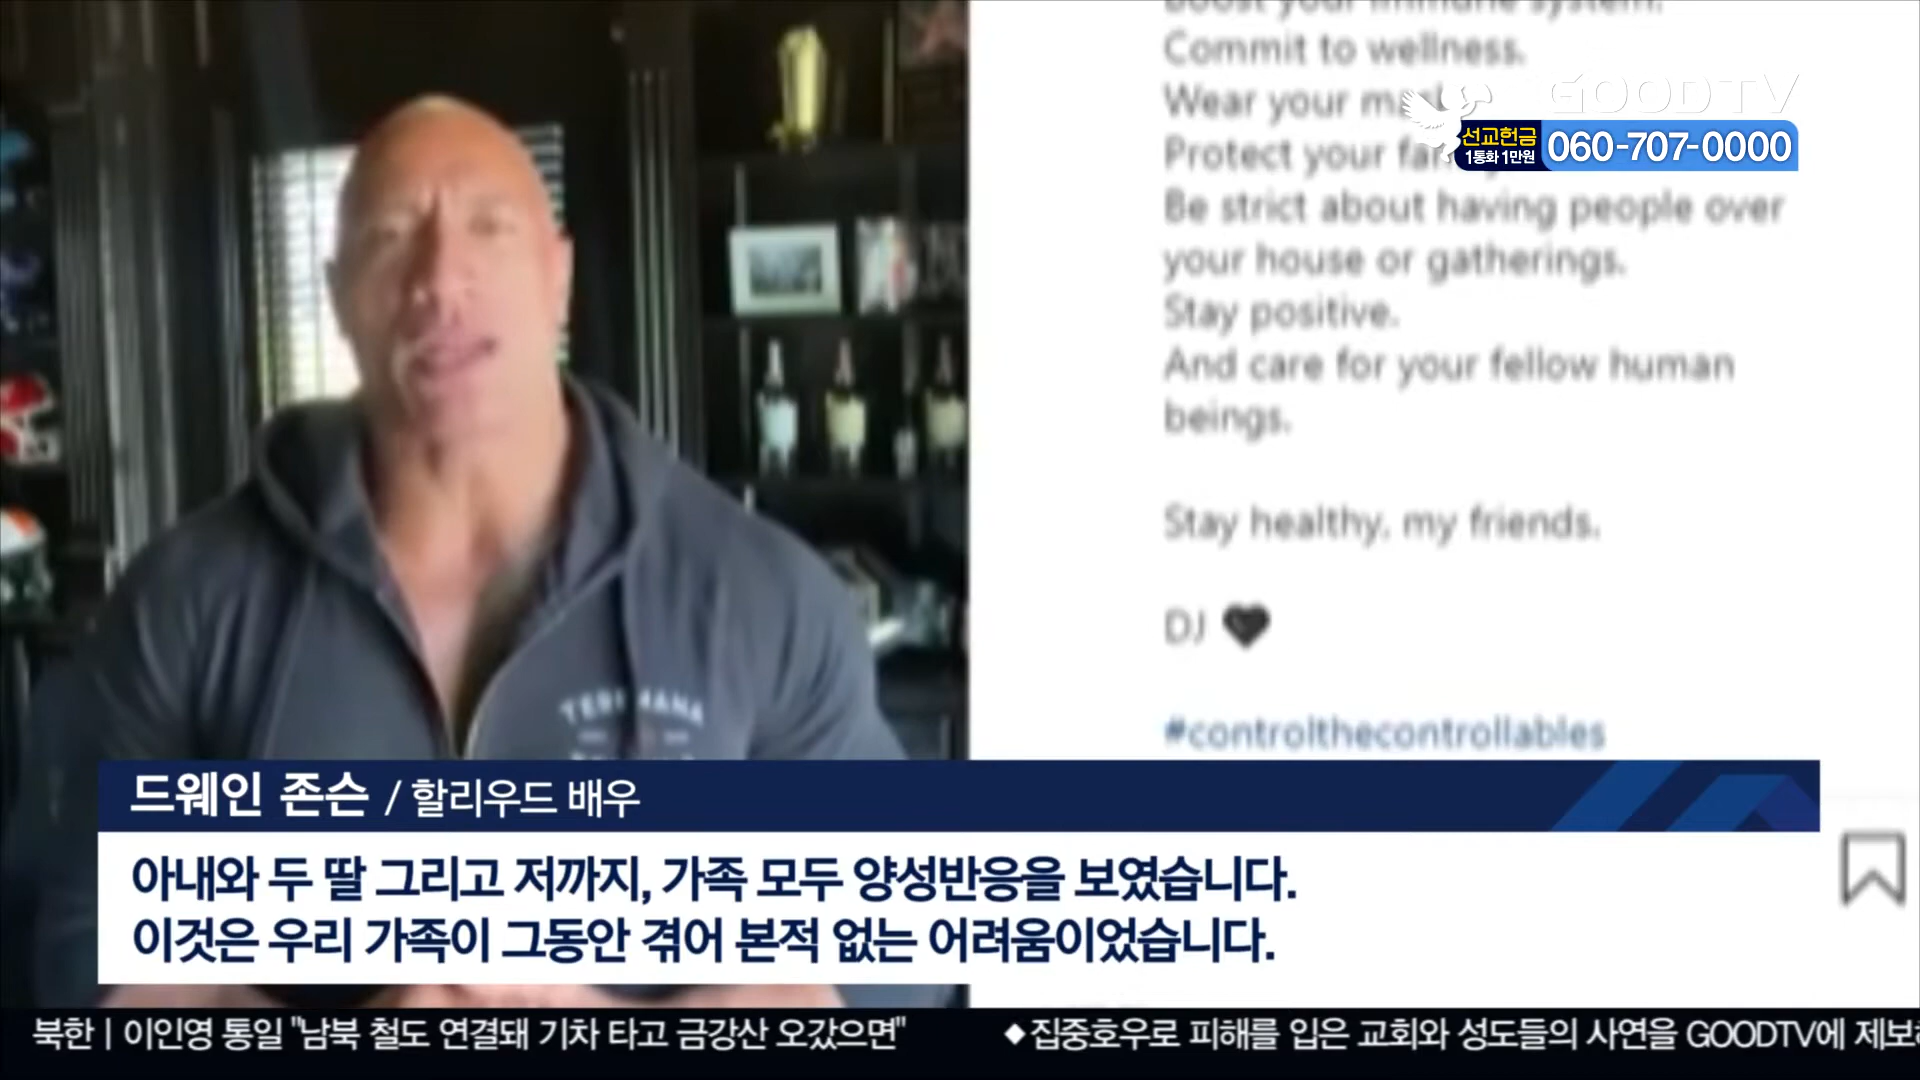 Boost your immune system.
Commit to wellness.
Wear your mask
Protect your
Be strict about having people over
your house or gatherings.
Stay positive.
And care for your fellow human
beings.
Stay healthy, my friends.
DJ 🖤
#controlthecontrollables
GOODTV
선교헌금
1통화 1만원
060-707-0000
TEREMANA
드웨인 존슨 / 할리우드 배우
아내와 두 딸 그리고 저까지, 가족 모두 양성반응을 보였습니다.
이것은 우리 가족이 그동안 겪어 본적 없는 어려움이었습니다.
북한 | 이인영 통일 "남북 철도 연결돼 기차 타고 금강산 오갔으면"
◆집중호우로 피해를 입은 교회와 성도들의 사연을 GOODTV에 제보